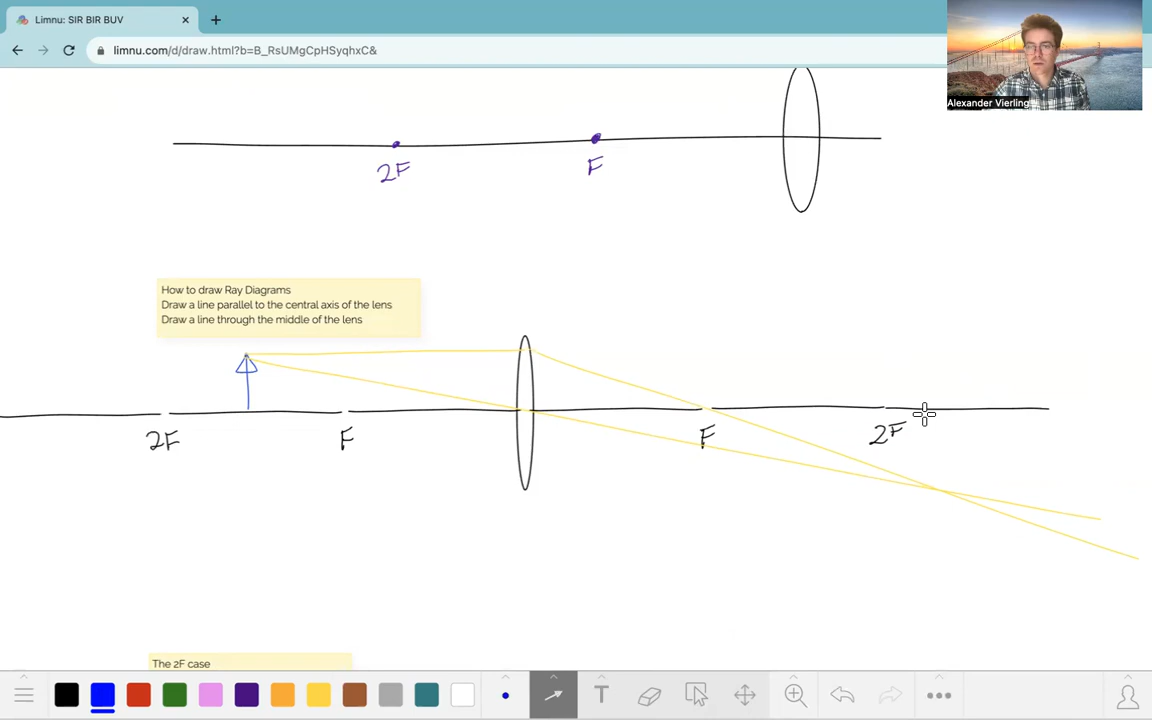 Limnu: SIR BIR BUV
limnu.com/d/draw.html?b=B_RsUMgCpHSyqhxC&
Alexander Vierling
2F
F
How to draw Ray Diagrams
Draw a line parallel to the central axis of the lens
Draw a line through the middle of the lens
2F
F
F
2F
The 2F case
T